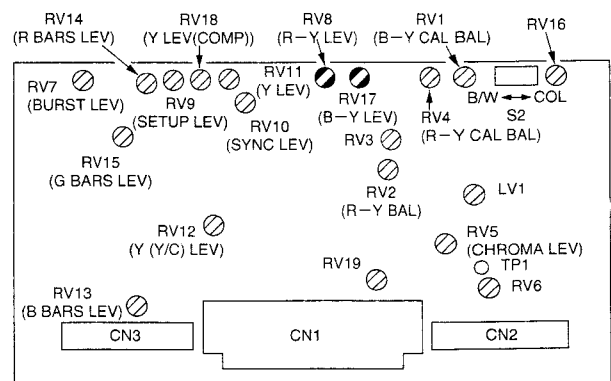 RV14
(R BARS LEV)
RV18
(Y LEV(COMP))
RV8
(R−Y LEV)
RV1
(B−Y CAL BAL)
RV16
RV7
(BURST LEV)
RV9
(SETUP LEV)
RV11
(Y LEV)
RV17
(B−Y LEV)
RV4
(R−Y CAL BAL)
B/W ↔ COL
S2
RV10
(SYNC LEV)
RV3
RV15
(G BARS LEV)
RV2
(R−Y BAL)
LV1
RV12
(Y (Y/C) LEV)
RV5
(CHROMA LEV)
TP1
RV19
RV6
RV13
(B BARS LEV)
CN3
CN1
CN2